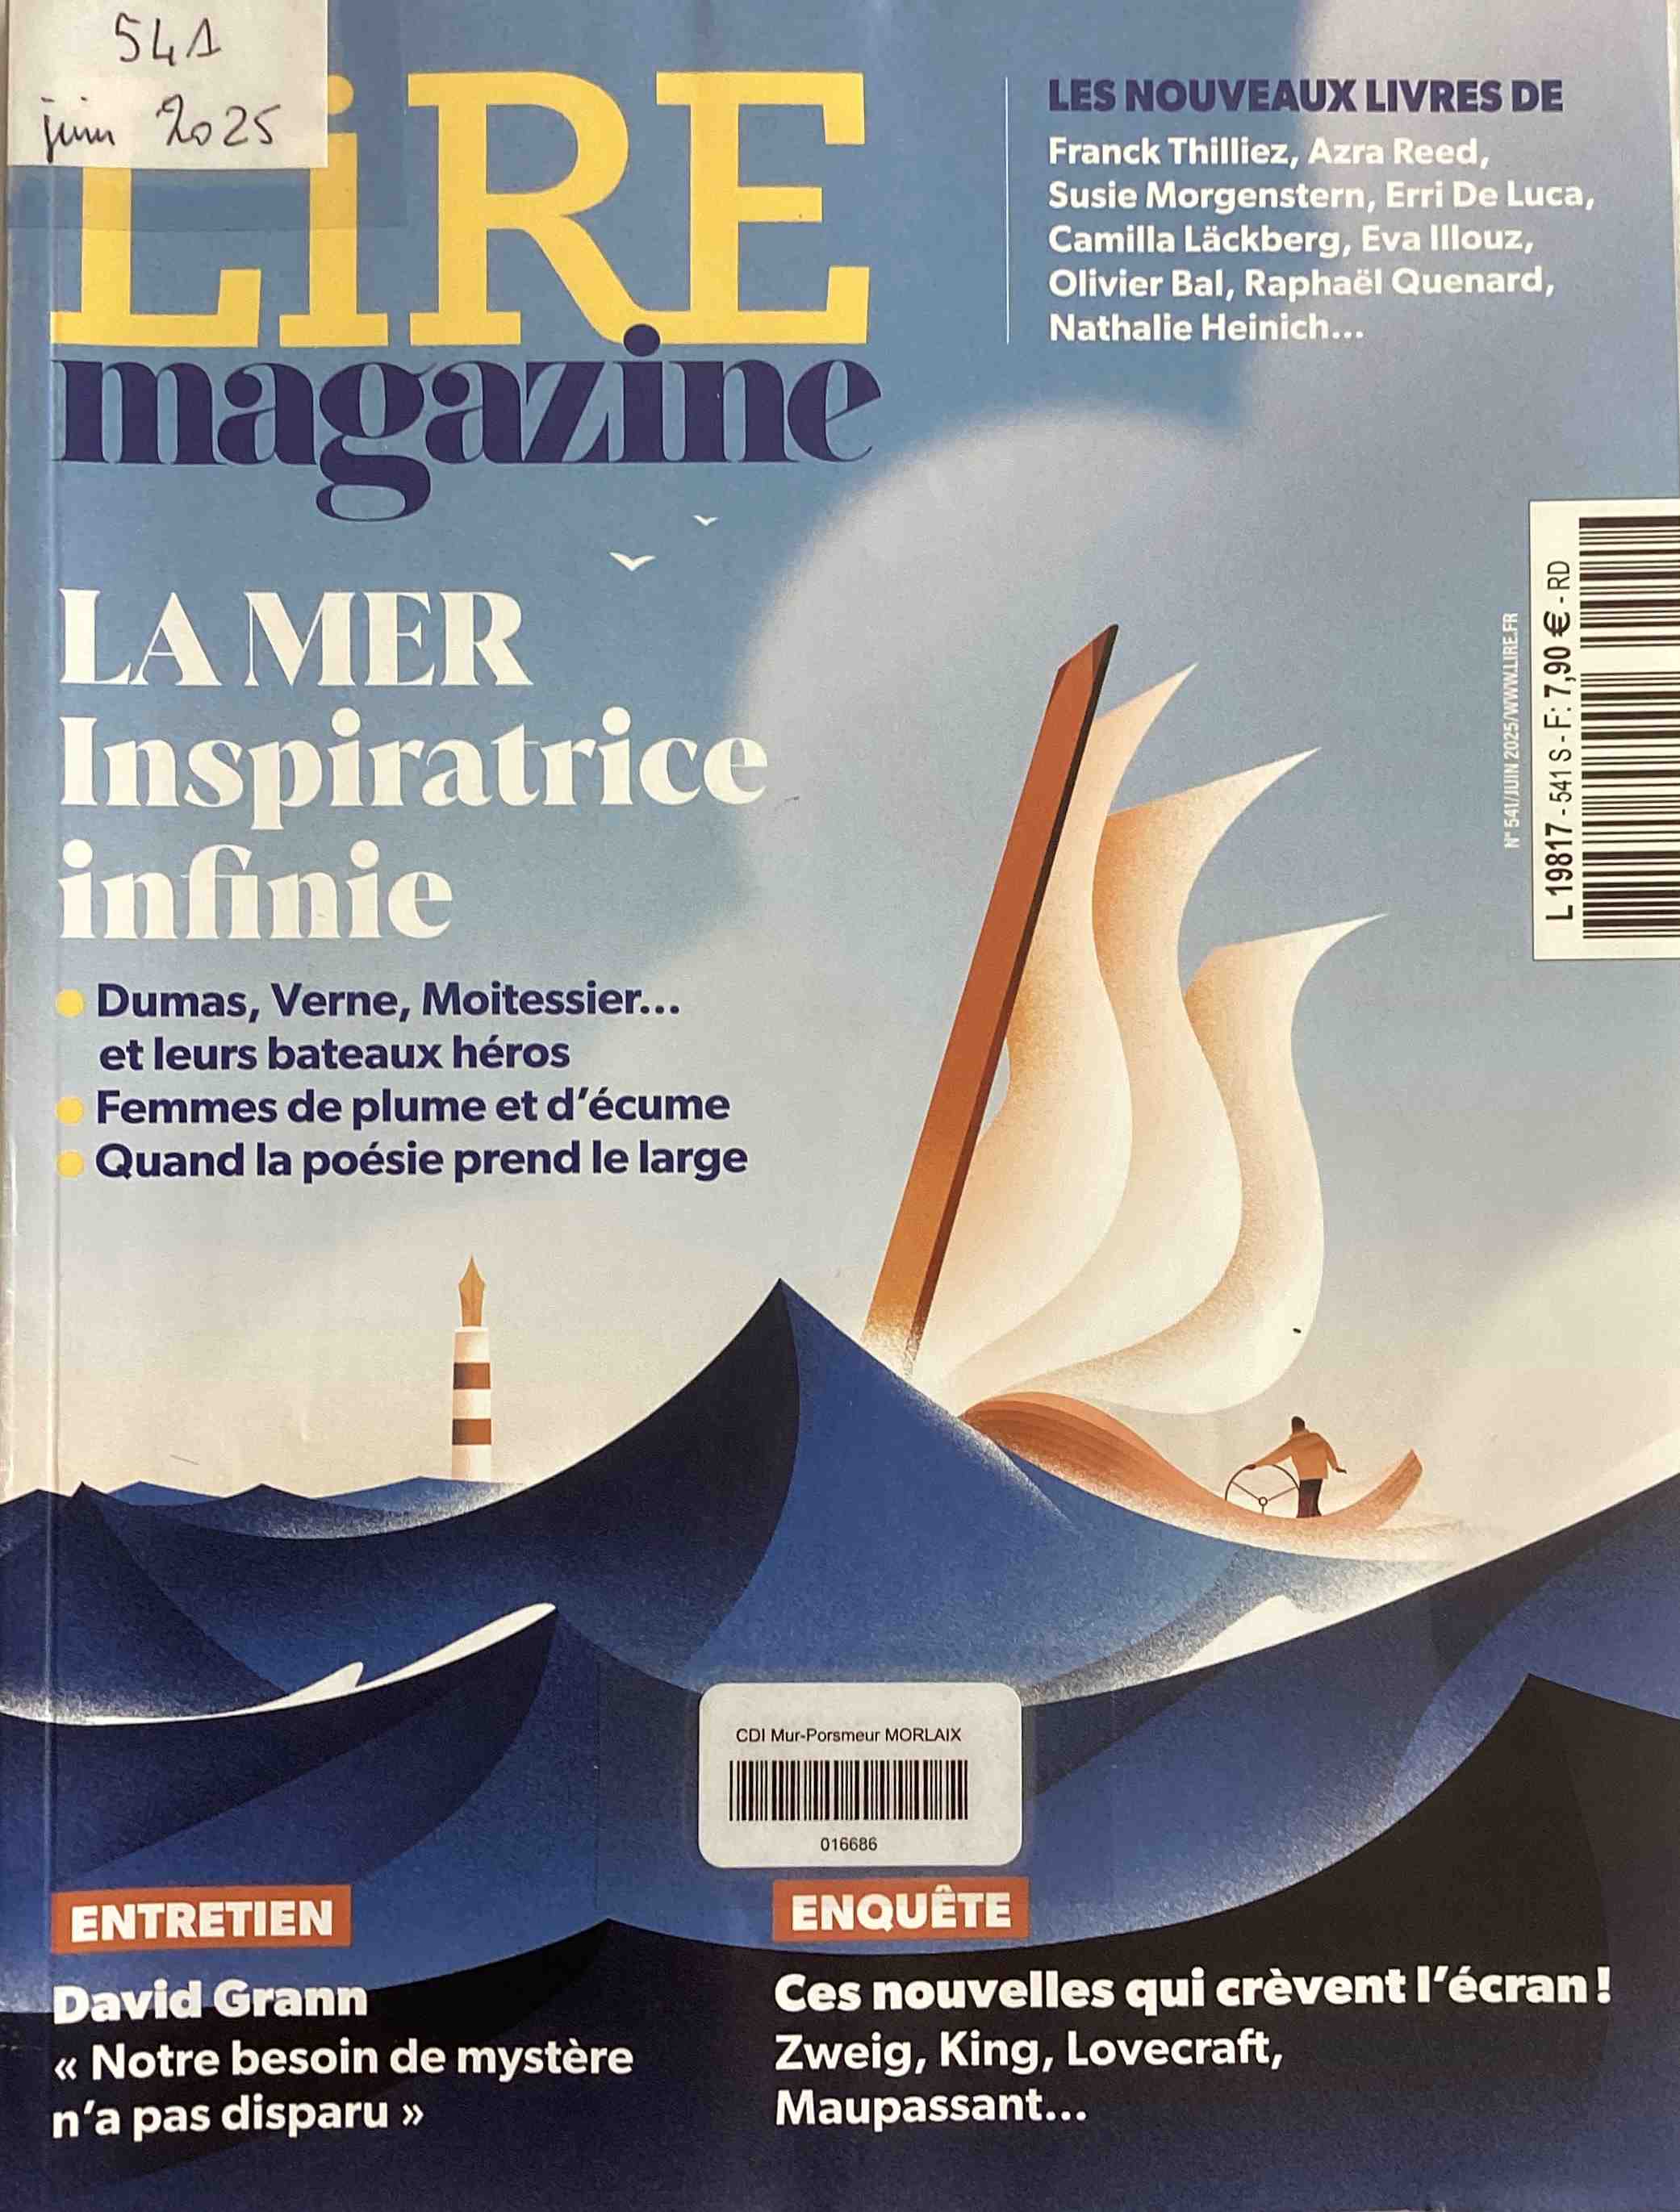 541
juin 2025
LiRE
magazine
LES NOUVEAUX LIVRES DE
Franck Thilliez, Azra Reed,
Susie Morgenstern, Erri De Luca,
Camilla Läckberg, Eva Illouz,
Olivier Bal, Raphaël Quenard,
Nathalie Heinich...
LA MER
Inspiratrice
infinie
Dumas, Verne, Moitessier...
et leurs bateaux héros
Femmes de plume et d'écume
Quand la poésie prend le large
N° 541/JUIN 2025/WWW.LIRE.FR
L 19817 - 541 S - F: 7,90 € - RD
CDI Mur-Porsmeur MORLAIX
016686
ENTRETIEN
David Grann
« Notre besoin de mystère
n'a pas disparu »
ENQUÊTE
Ces nouvelles qui crèvent l'écran !
Zweig, King, Lovecraft,
Maupassant...